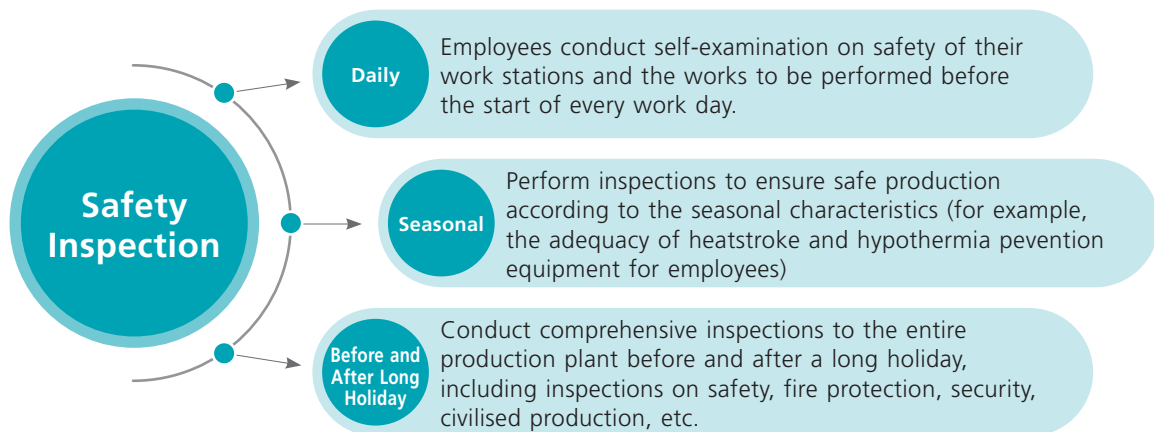 Safety
Inspection
Daily
Employees conduct self-examination on safety of their
work stations and the works to be performed before
the start of every work day.
Seasonal
Perform inspections to ensure safe production
according to the seasonal characteristics (for example,
the adequacy of heatstroke and hypothermia pevention
equipment for employees)
Before and
After Long
Holiday
Conduct comprehensive inspections to the entire
production plant before and after a long holiday,
including inspections on safety, fire protection, security,
civilised production, etc.